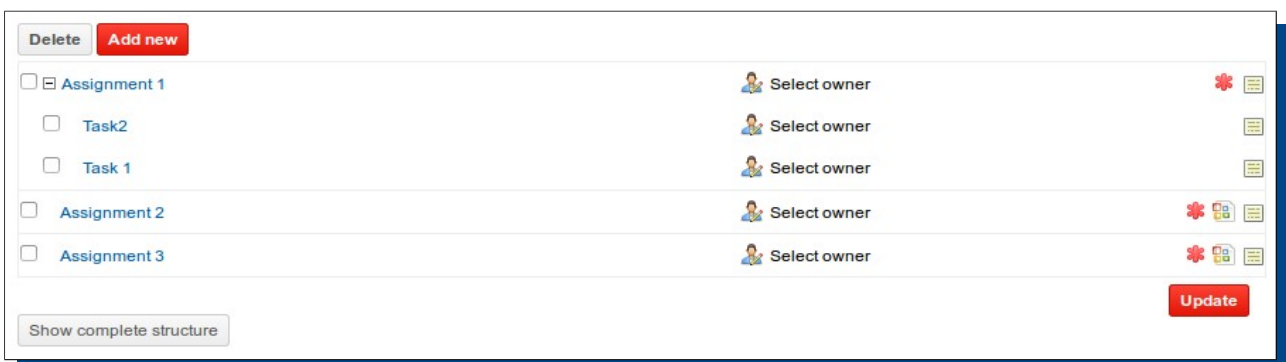 Delete Add new
Assignment 1 Select owner
Task2 Select owner
Task 1 Select owner
Assignment 2 Select owner
Assignment 3 Select owner
Update
Show complete structure